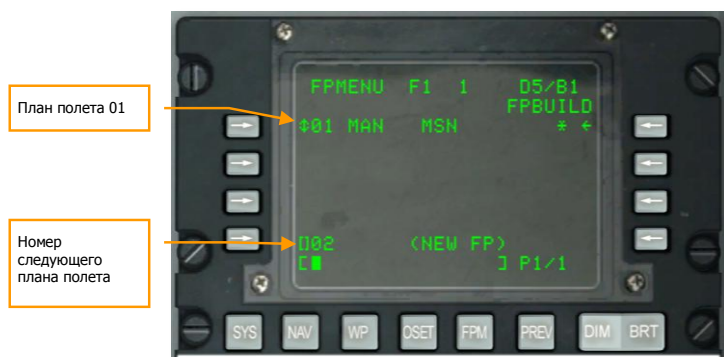 План полета 01
FPMENU F1 1 D5/B1
FPBUILD
⌽01 MAN MSN * ←
Номер
следующего
плана полета
[]02 (NEW FP)
[ ] P1/1
SYS NAV WP OSET FPM PREV DIM BRT